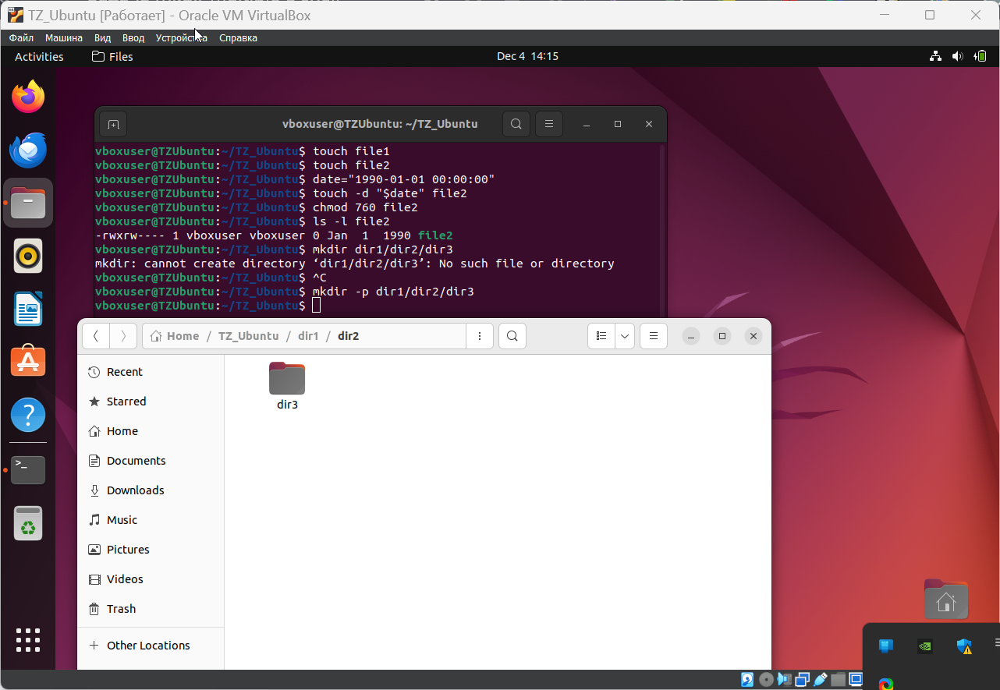 TZ_Ubuntu [Работает] - Oracle VM VirtualBox
Файл Машина Вид Ввод Устройства Справка
Activities Files Dec 4 14:15
vboxuser@TZUbuntu: ~/TZ_Ubuntu
vboxuser@TZUbuntu:~/TZ_Ubuntu$ touch file1
vboxuser@TZUbuntu:~/TZ_Ubuntu$ touch file2
vboxuser@TZUbuntu:~/TZ_Ubuntu$ date="1990-01-01 00:00:00"
vboxuser@TZUbuntu:~/TZ_Ubuntu$ touch -d "$date" file2
vboxuser@TZUbuntu:~/TZ_Ubuntu$ chmod 760 file2
vboxuser@TZUbuntu:~/TZ_Ubuntu$ ls -l file2
-rwxrw---- 1 vboxuser vboxuser 0 Jan  1  1990 file2
vboxuser@TZUbuntu:~/TZ_Ubuntu$ mkdir dir1/dir2/dir3
mkdir: cannot create directory ‘dir1/dir2/dir3’: No such file or directory
vboxuser@TZUbuntu:~/TZ_Ubuntu$ ^C
vboxuser@TZUbuntu:~/TZ_Ubuntu$ mkdir -p dir1/dir2/dir3
vboxuser@TZUbuntu:~/TZ_Ubuntu$
Home / TZ_Ubuntu / dir1 / dir2
Recent
Starred
Home
Documents
Downloads
Music
Pictures
Videos
Trash
+ Other Locations
dir3